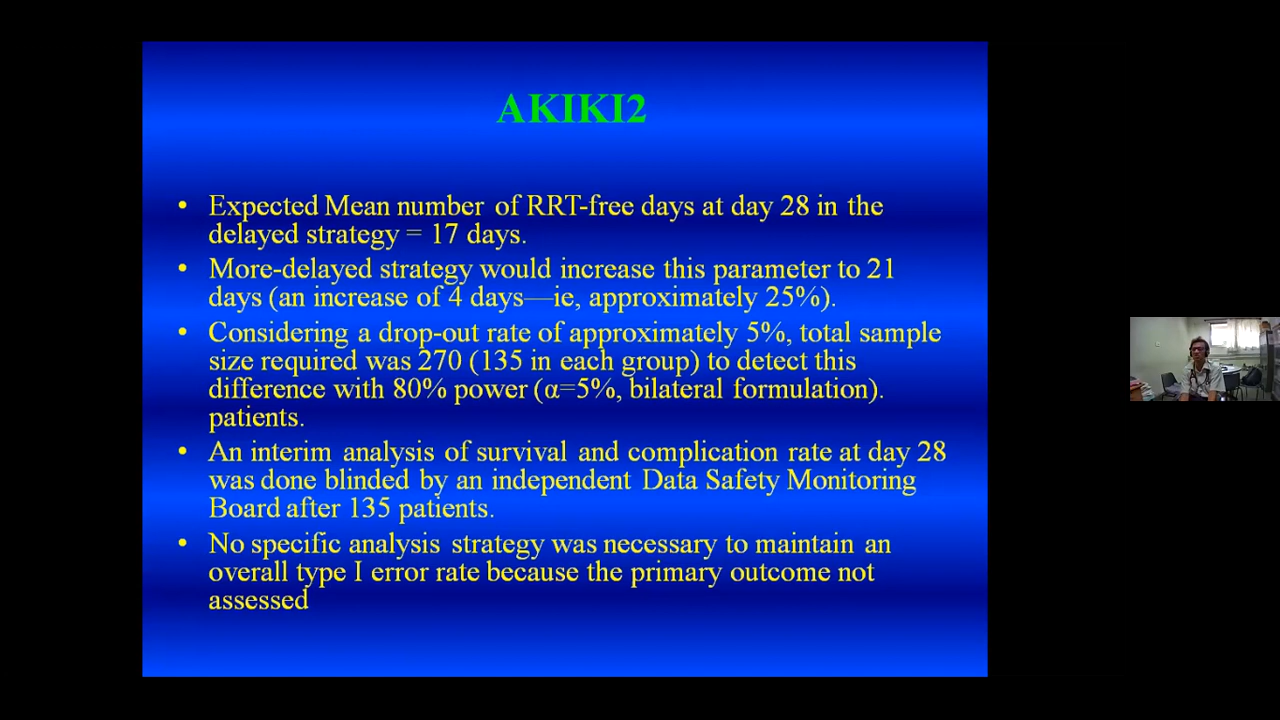 AKIKI2
• Expected Mean number of RRT-free days at day 28 in the
delayed strategy = 17 days.
• More-delayed strategy would increase this parameter to 21
days (an increase of 4 days—ie, approximately 25%).
• Considering a drop-out rate of approximately 5%, total sample
size required was 270 (135 in each group) to detect this
difference with 80% power (α=5%, bilateral formulation).
patients.
• An interim analysis of survival and complication rate at day 28
was done blinded by an independent Data Safety Monitoring
Board after 135 patients.
• No specific analysis strategy was necessary to maintain an
overall type I error rate because the primary outcome not
assessed